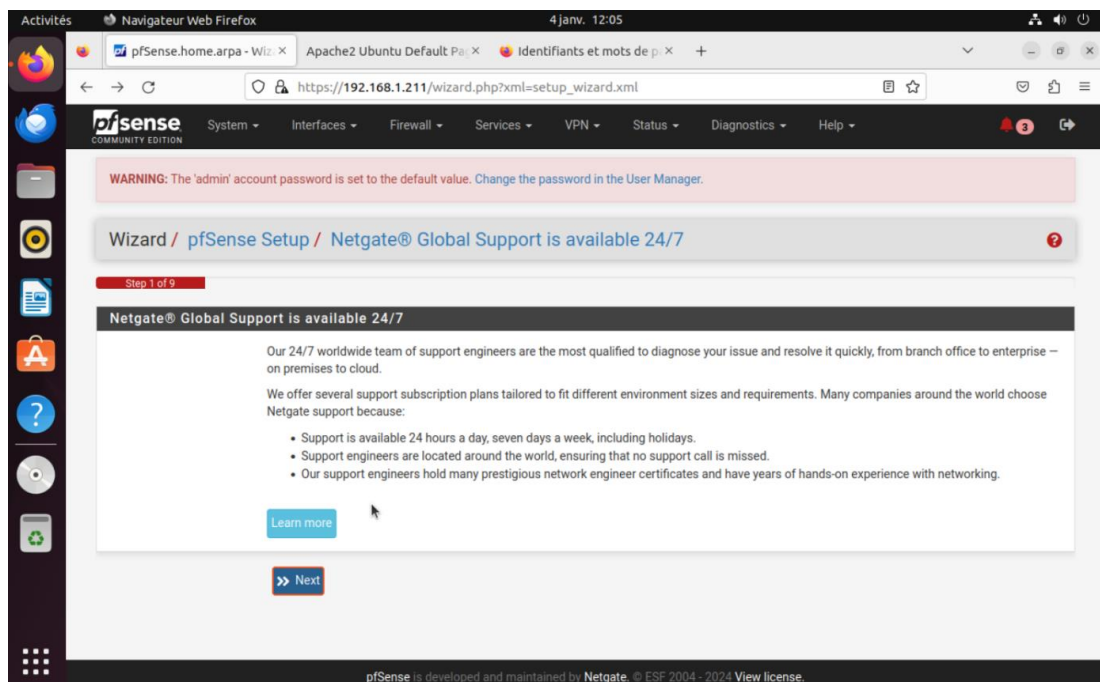 Activités Navigateur Web Firefox 4 janv. 12:05
pfSense.home.arpa - Wiz × Apache2 Ubuntu Default Pag × Identifiants et mots de p × +
https://192.168.1.211/wizard.php?xml=setup_wizard.xml
pfsense System Interfaces Firewall Services VPN Status Diagnostics Help 3
COMMUNITY EDITION
WARNING: The 'admin' account password is set to the default value. Change the password in the User Manager.
Wizard / pfSense Setup / Netgate® Global Support is available 24/7
Step 1 of 9
Netgate® Global Support is available 24/7
Our 24/7 worldwide team of support engineers are the most qualified to diagnose your issue and resolve it quickly, from branch office to enterprise —
on premises to cloud.
We offer several support subscription plans tailored to fit different environment sizes and requirements. Many companies around the world choose
Netgate support because:
• Support is available 24 hours a day, seven days a week, including holidays.
• Support engineers are located around the world, ensuring that no support call is missed.
• Our support engineers hold many prestigious network engineer certificates and have years of hands-on experience with networking.
Learn more
Next
pfSense is developed and maintained by Netgate. © ESF 2004 - 2024 View license.